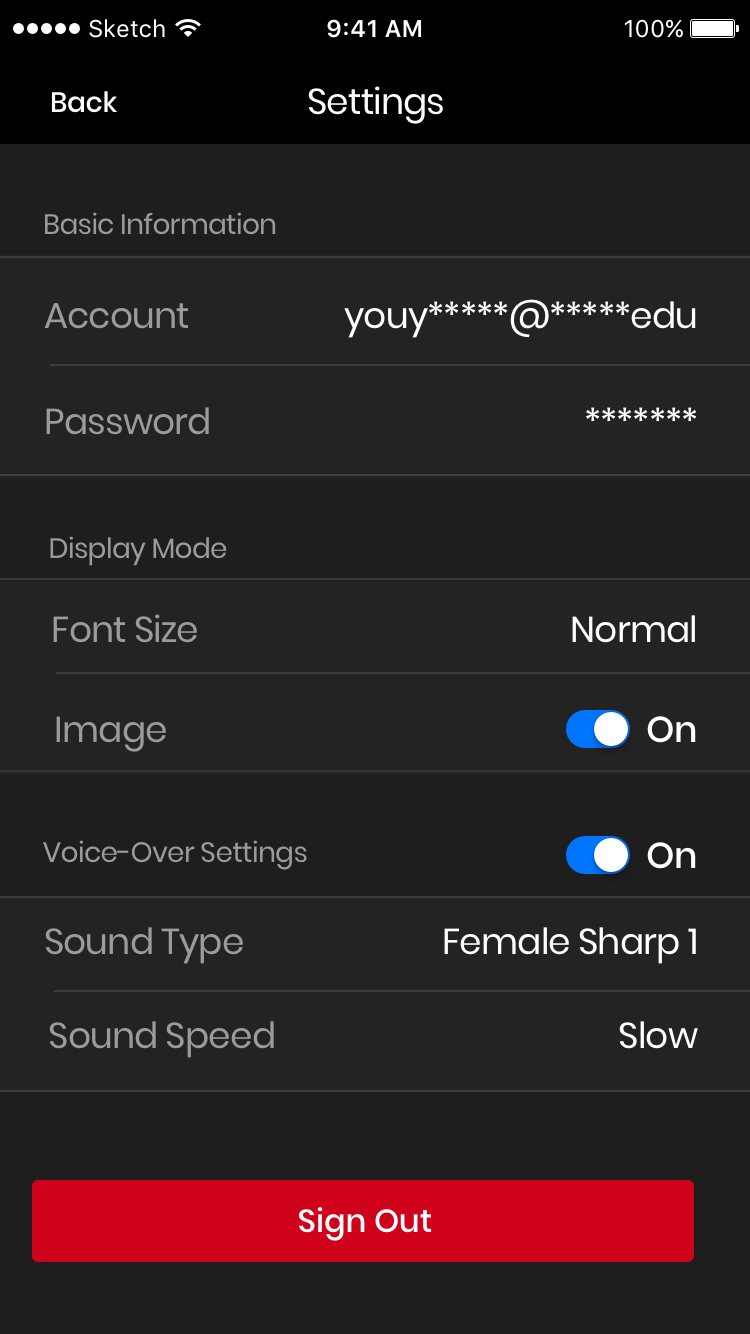 Sketch 9:41 AM 100%
Back Settings
Basic Information
Account youy*****@*****edu
Password *******
Display Mode
Font Size Normal
Image On
Voice-Over Settings On
Sound Type Female Sharp 1
Sound Speed Slow
Sign Out